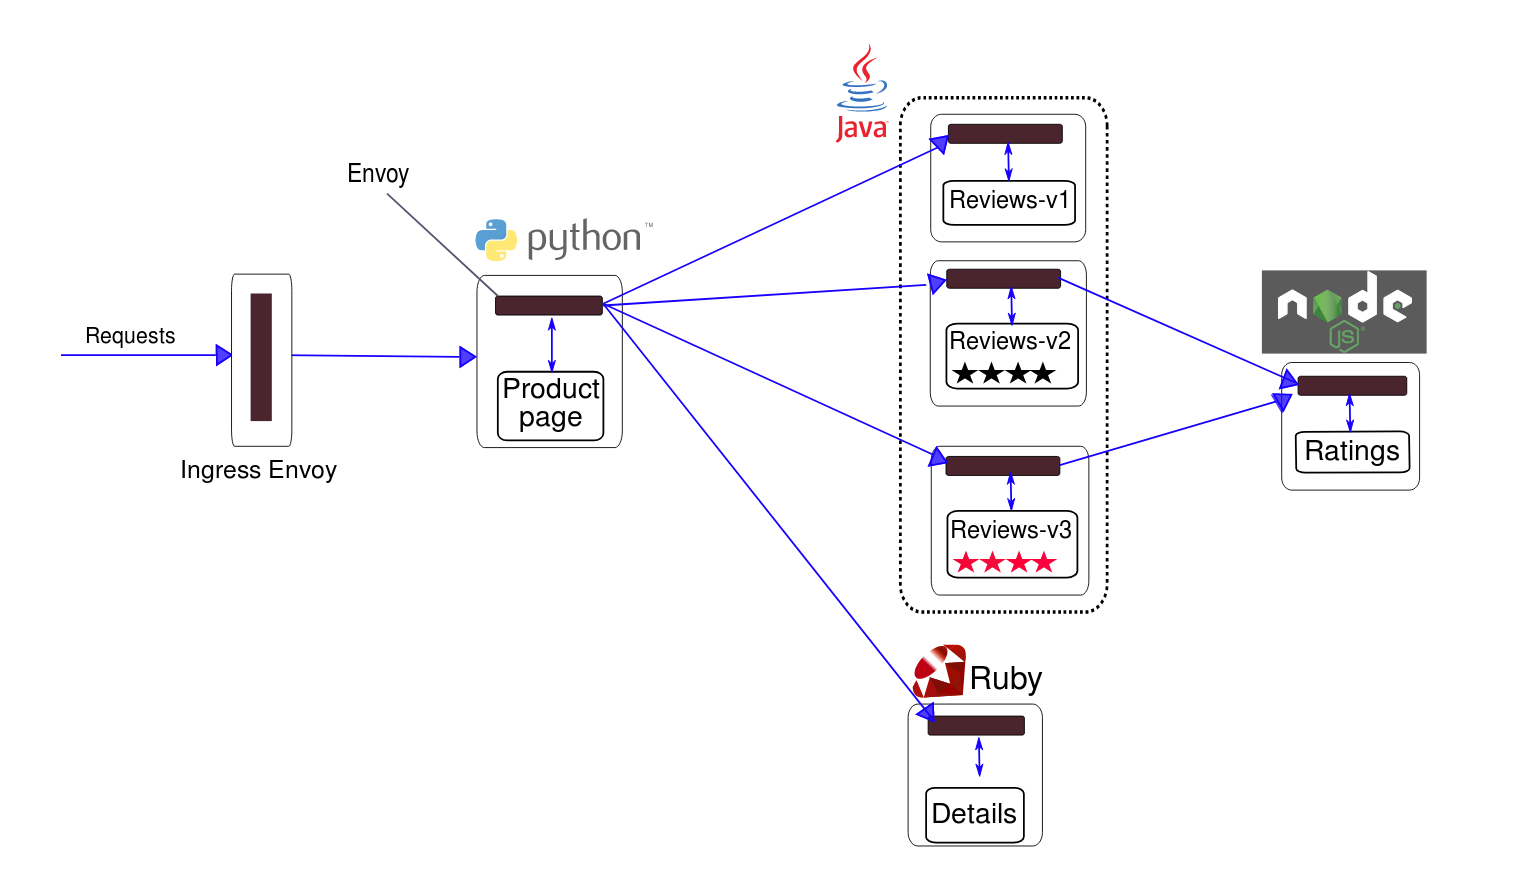 Java
Envoy
Reviews-v1
python™
Requests
Reviews-v2
node
JS
Product
page
Ratings
Ingress Envoy
Reviews-v3
Ruby
Details